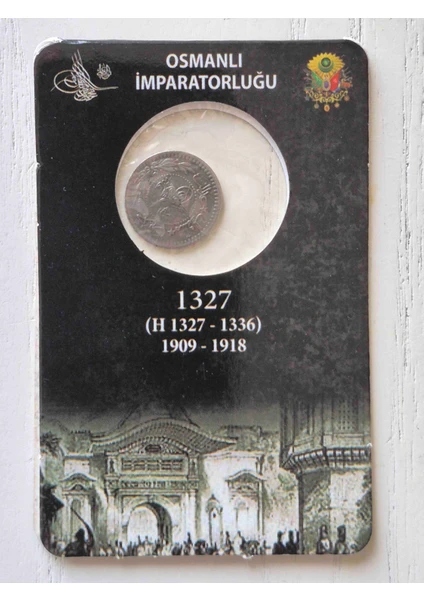 OSMANLI
İMPARATORLUĞU
1327
(H 1327 - 1336)
1909 - 1918